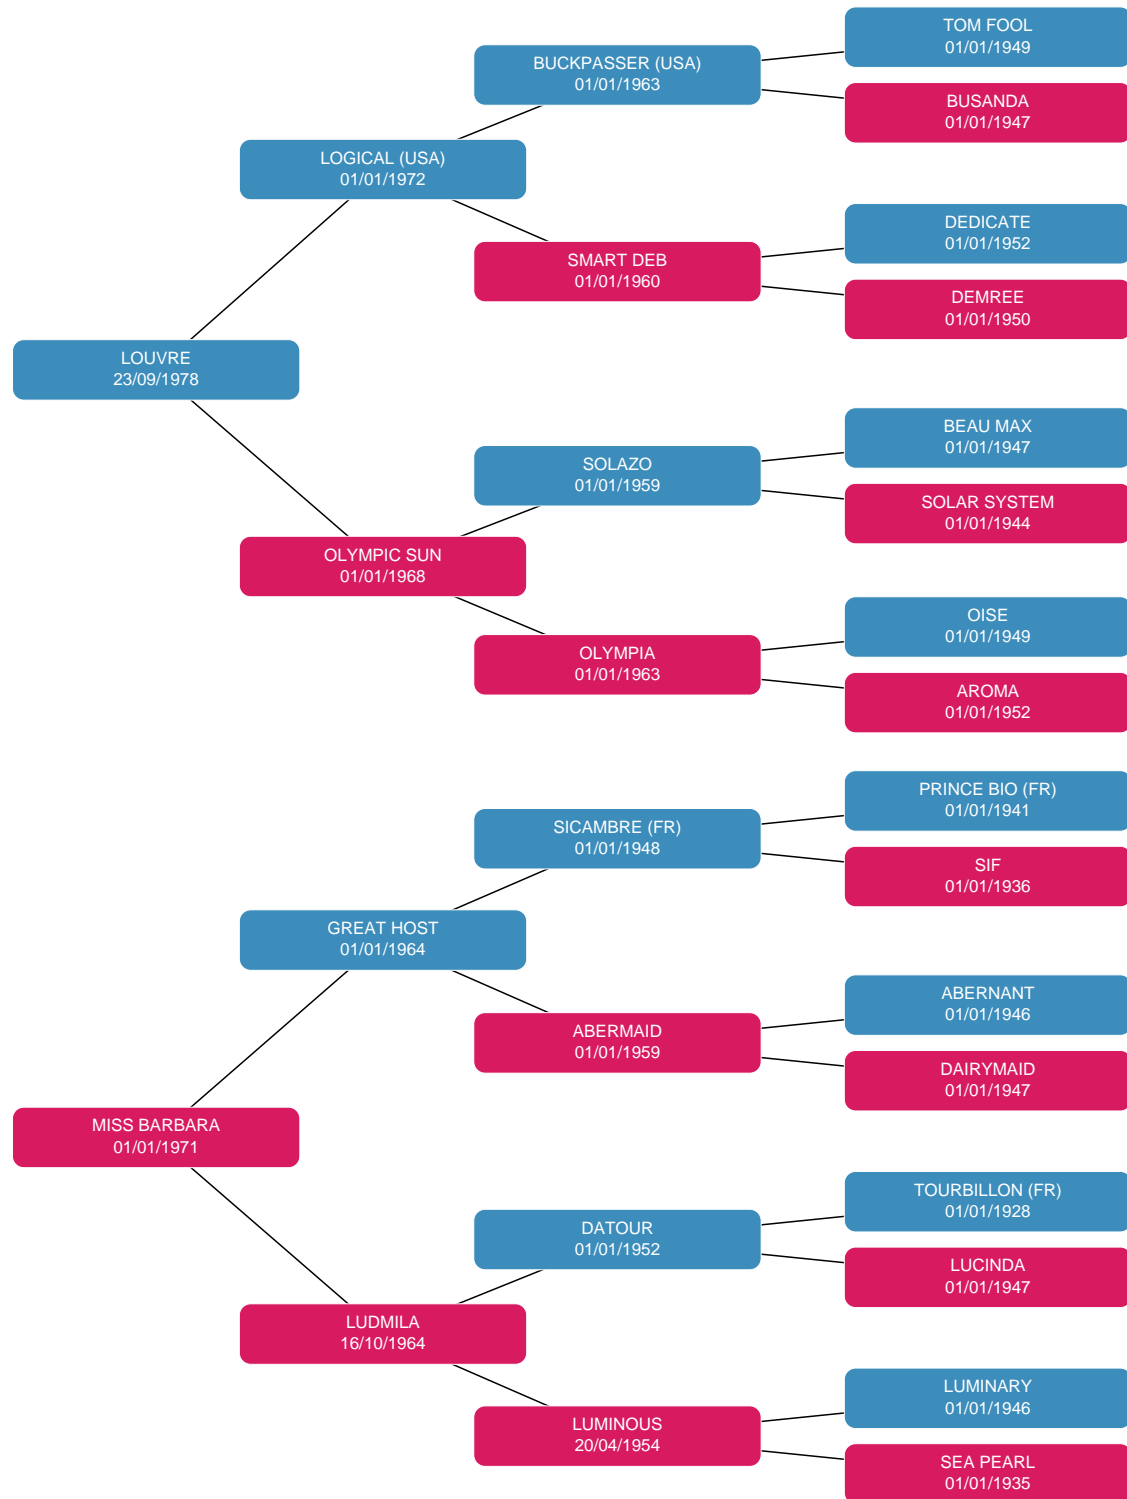 TOM FOOL
01/01/1949
BUCKPASSER (USA)
01/01/1963
BUSANDA
01/01/1947
LOGICAL (USA)
01/01/1972
DEDICATE
01/01/1952
SMART DEB
01/01/1960
DEMREE
01/01/1950
LOUVRE
23/09/1978
BEAU MAX
01/01/1947
SOLAZO
01/01/1959
SOLAR SYSTEM
01/01/1944
OLYMPIC SUN
01/01/1968
OISE
01/01/1949
OLYMPIA
01/01/1963
AROMA
01/01/1952
PRINCE BIO (FR)
01/01/1941
SICAMBRE (FR)
01/01/1948
SIF
01/01/1936
GREAT HOST
01/01/1964
ABERNANT
01/01/1946
ABERMAID
01/01/1959
DAIRYMAID
01/01/1947
MISS BARBARA
01/01/1971
TOURBILLON (FR)
01/01/1928
DATOUR
01/01/1952
LUCINDA
01/01/1947
LUDMILA
16/10/1964
LUMINARY
01/01/1946
LUMINOUS
20/04/1954
SEA PEARL
01/01/1935